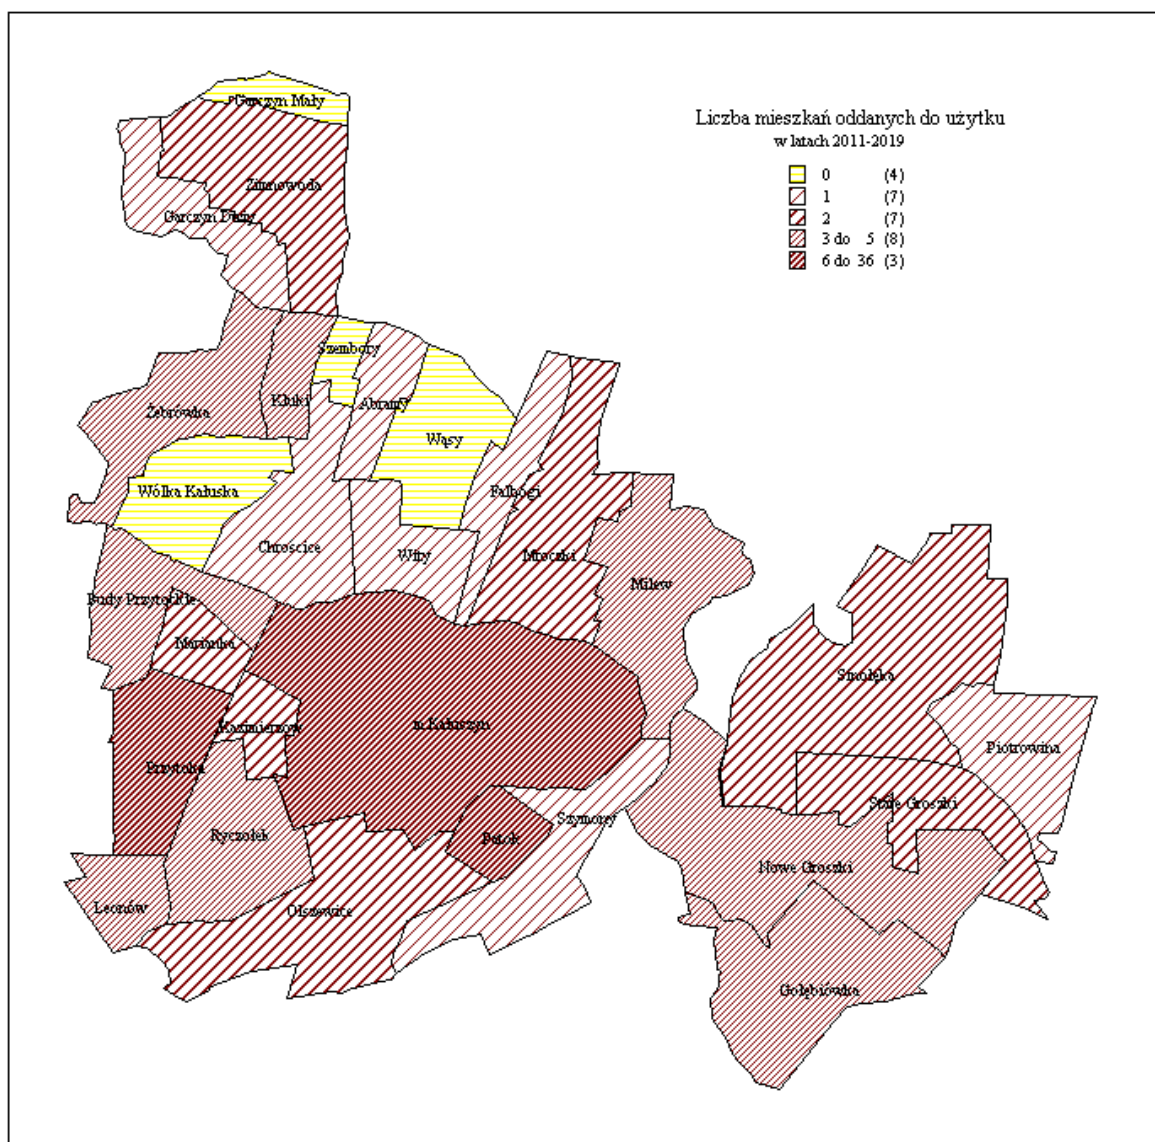 Garczyn Mały
Liczba mieszkań oddanych do użytku
w latach 2011-2019
0 (4)
1 (7)
2 (7)
3 do 5 (8)
6 do 36 (3)
Zimnowoda
Garczyn Duży
Szembory
Kluki
Abramy
Żebrówka
Wąsy
Wólka Kałuska
Falbogi
Chrościce
Wity
Mroczki
Milew
Budy Przytockie
Marianka
Smolęka
Kazimierzów
m.Kałuszyn
Piotrowina
Przytoka
Stare Groszki
Szymony
Ryczołek
Patok
Nowe Groszki
Leonów
Olszewice
Gołębiówka